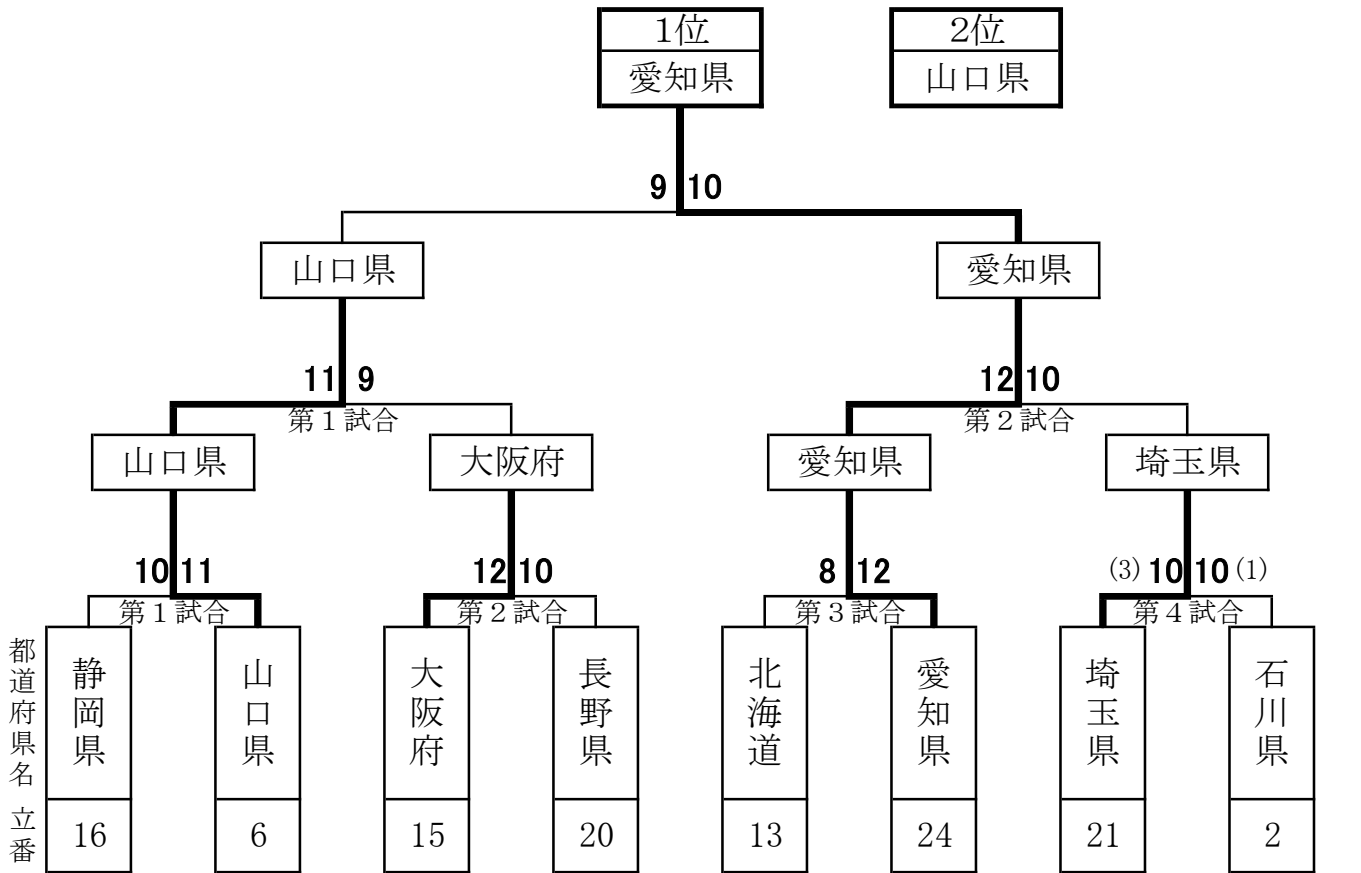 1位 2位
愛知県 山口県
9 10
山口県 愛知県
11 9 12 10
第1試合 第2試合
山口県 大阪府 愛知県 埼玉県
10 11 12 10 8 12 (3) 10 10 (1)
第1試合 第2試合 第3試合 第4試合
都道府県名 静岡県 山口県 大阪府 長野県 北海道 愛知県 埼玉県 石川県
立番 16 6 15 20 13 24 21 2